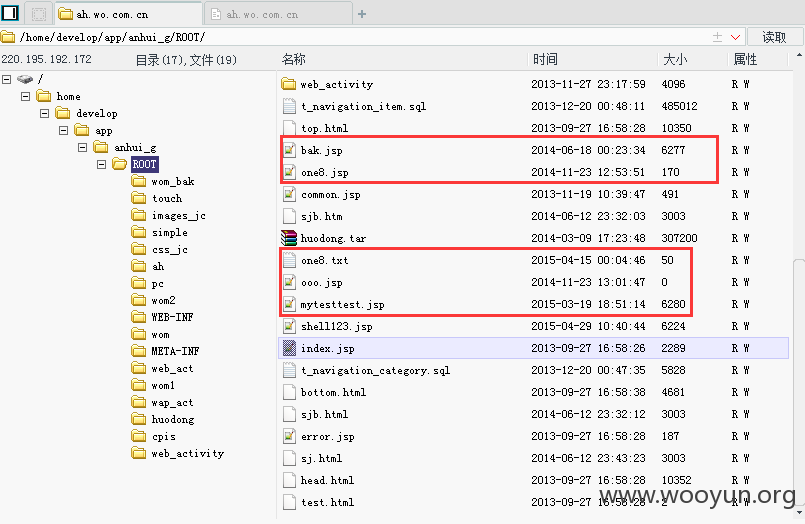 ah.wo.com.cn ah.wo.com.cn
/home/develop/app/anhui_g/ROOT/ 读取
220.195.192.172 目录(17),文件(19) 名称 时间 大小 属性
/
home
develop
app
anhui_g
ROOT
wom_bak
touch
images_jc
simple
css_jc
ah
pc
wom2
WEB-INF
wom
META-INF
web_act
wom1
wap_act
huodong
cpis
web_activity
web_activity 2013-11-27 23:17:59 4096 R W
t_navigation_item.sql 2013-12-20 00:48:11 485012 R W
top.html 2013-09-27 16:58:28 10350 R W
bak.jsp 2014-06-18 00:23:34 6277 R W
one8.jsp 2014-11-23 12:53:51 170 R W
common.jsp 2013-11-19 10:39:47 491 R W
sjb.htm 2014-06-12 23:32:03 3003 R W
huodong.tar 2014-03-09 17:23:48 307200 R W
one8.txt 2015-04-15 00:04:46 50 R W
ooo.jsp 2014-11-23 13:01:47 0 R W
mytesttest.jsp 2015-03-19 18:51:14 6280 R W
shell123.jsp 2015-04-29 10:40:44 6224 R W
index.jsp 2013-09-27 16:58:26 2289 R W
t_navigation_category.sql 2013-12-20 00:47:35 5828 R W
bottom.html 2013-09-27 16:58:38 4681 R W
sjb.html 2014-06-12 23:32:12 3003 R W
error.jsp 2013-09-27 16:58:28 187 R W
sj.html 2014-06-12 23:43:23 3003 R W
head.html 2013-09-27 16:58:28 10352 R W
test.html 2013-09-27 16:58:28 2 R W
www.wooyun.org